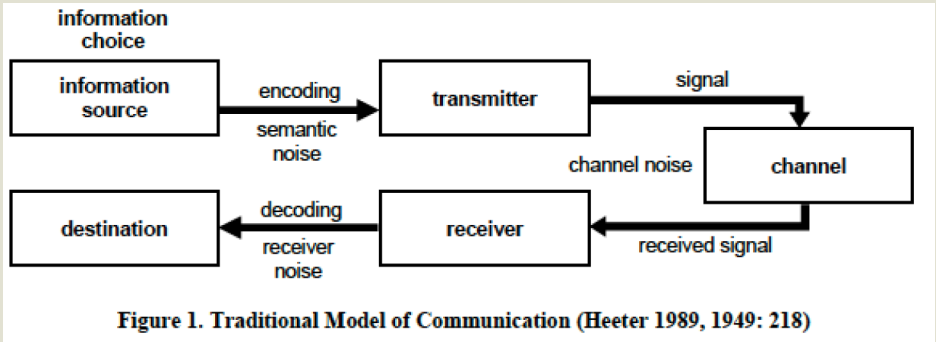 information
choice
information
source
encoding
semantic
noise
transmitter
signal
channel noise
channel
destination
decoding
receiver
noise
receiver
received signal
Figure 1. Traditional Model of Communication (Heeter 1989, 1949: 218)